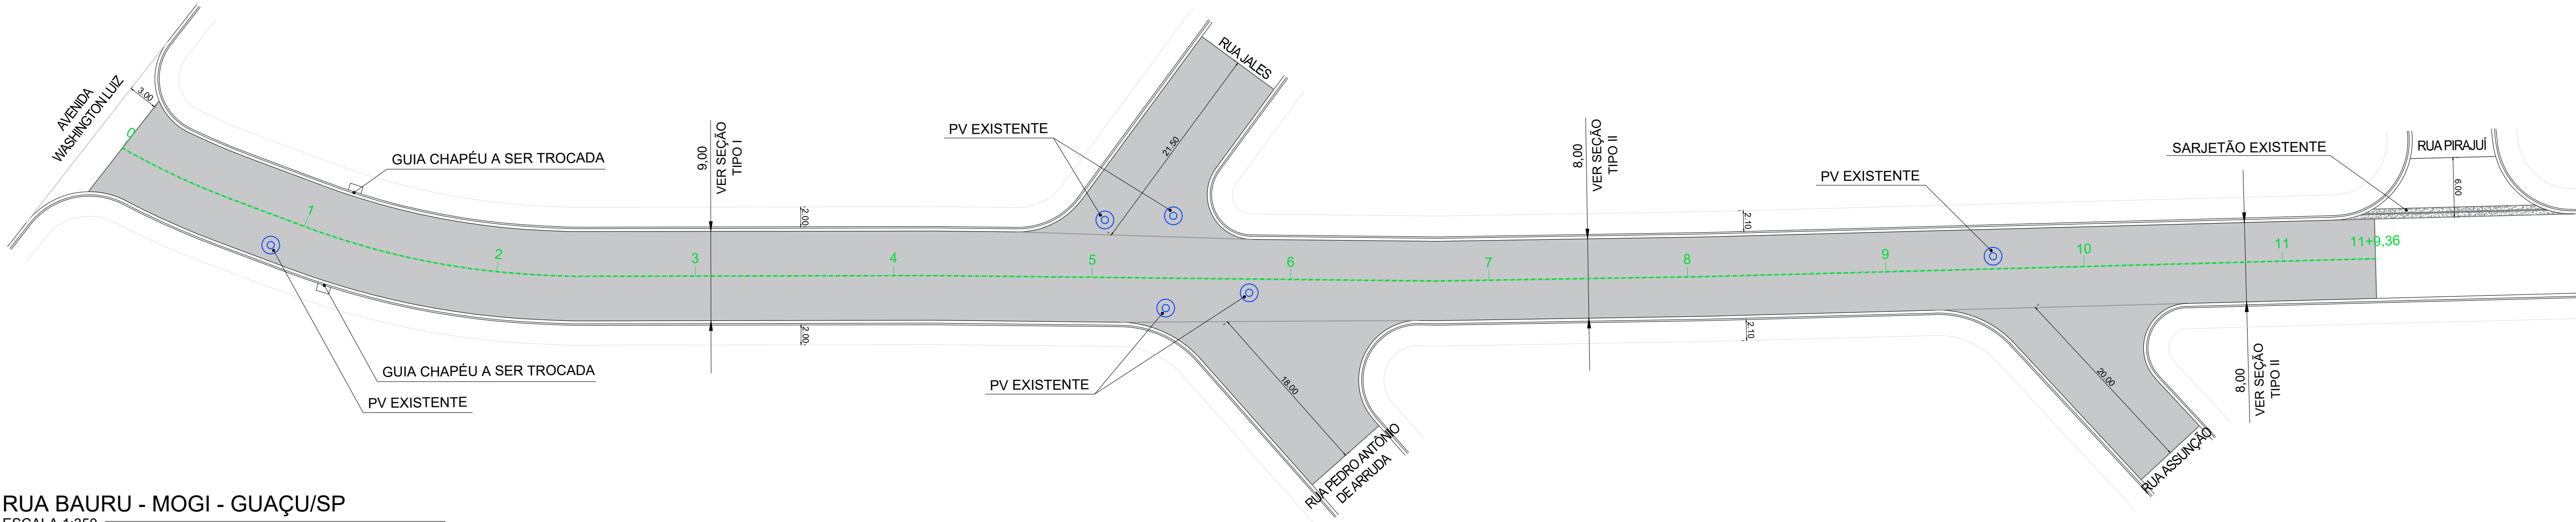 AVENIDA
WASHINGTON LUIZ
3.00
0
1
GUIA CHAPÉU A SER TROCADA
GUIA CHAPÉU A SER TROCADA
PV EXISTENTE
2
3
9,00
VER SEÇÃO
TIPO I
2.00
2.00
4
PV EXISTENTE
5
RUA JALES
21.50
PV EXISTENTE
6
18.00
RUA PEDRO ANTÔNIO
DE ARRUDA
7
8,00
VER SEÇÃO
TIPO II
8
2.10
2.10
PV EXISTENTE
9
10
20.00
RUA ASSUNÇÃO
SARJETÃO EXISTENTE
8,00
VER SEÇÃO
TIPO II
11
11+9,36
RUA PIRAJUÍ
6.00
RUA BAURU - MOGI - GUAÇU/SP
ESCALA 1:250